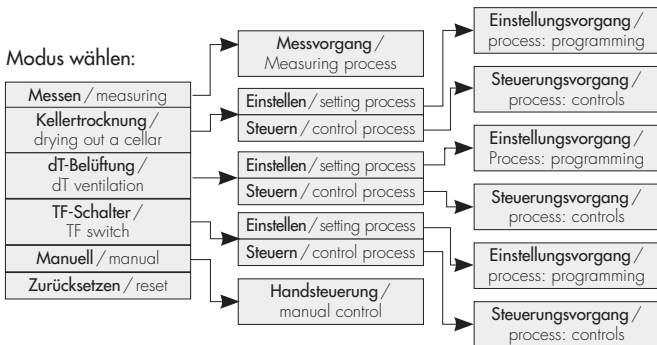 Modus wählen:
Messen / measuring
Kellertrocknung /
drying out a cellar
dT-Belüftung /
dT ventilation
TF-Schalter /
TF switch
Manuell / manual
Zurücksetzen / reset
Messvorgang /
Measuring process
Einstellen / setting process
Steuern / control process
Einstellen / setting process
Steuern / control process
Einstellen / setting process
Steuern / control process
Handsteuerung /
manual control
Einstellungsvorgang /
process: programming
Steuerungsvorgang /
process: controls
Einstellungsvorgang /
Process: programming
Steuerungsvorgang /
process: controls
Einstellungsvorgang /
process: programming
Steuerungsvorgang /
process: controls